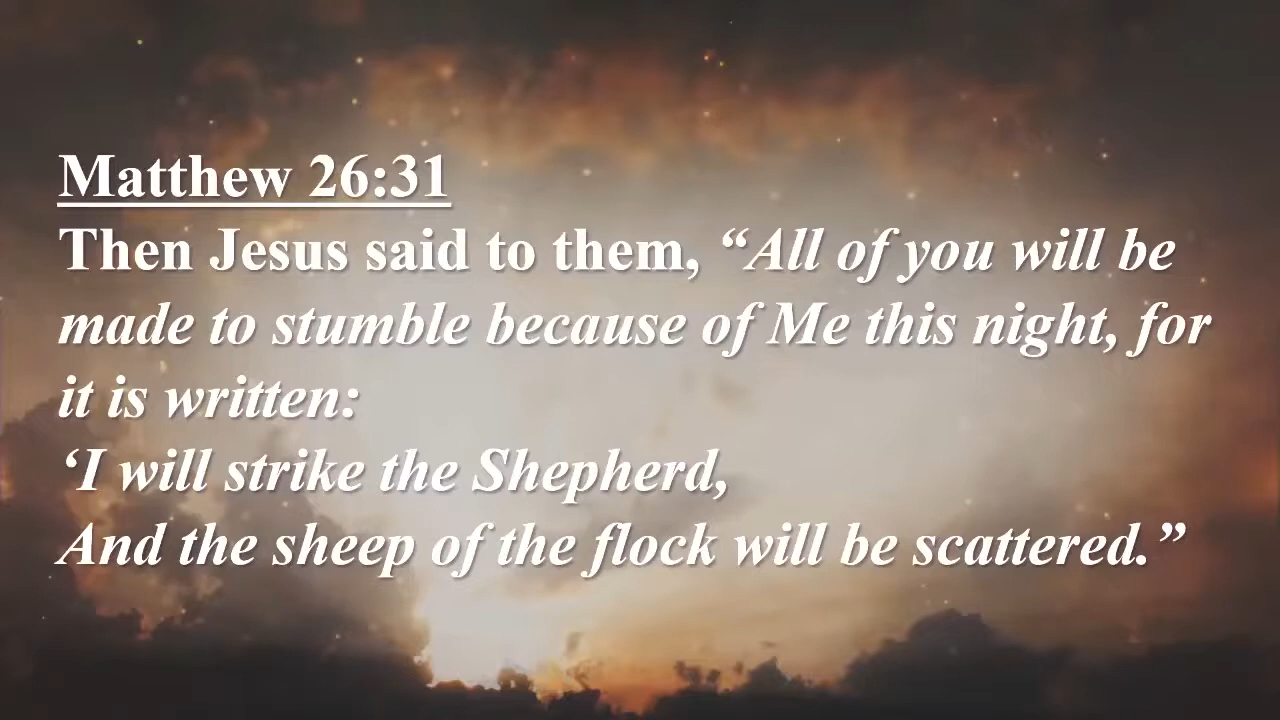 Matthew 26:31
Then Jesus said to them, “All of you will be
made to stumble because of Me this night, for
it is written:
‘I will strike the Shepherd,
And the sheep of the flock will be scattered.”